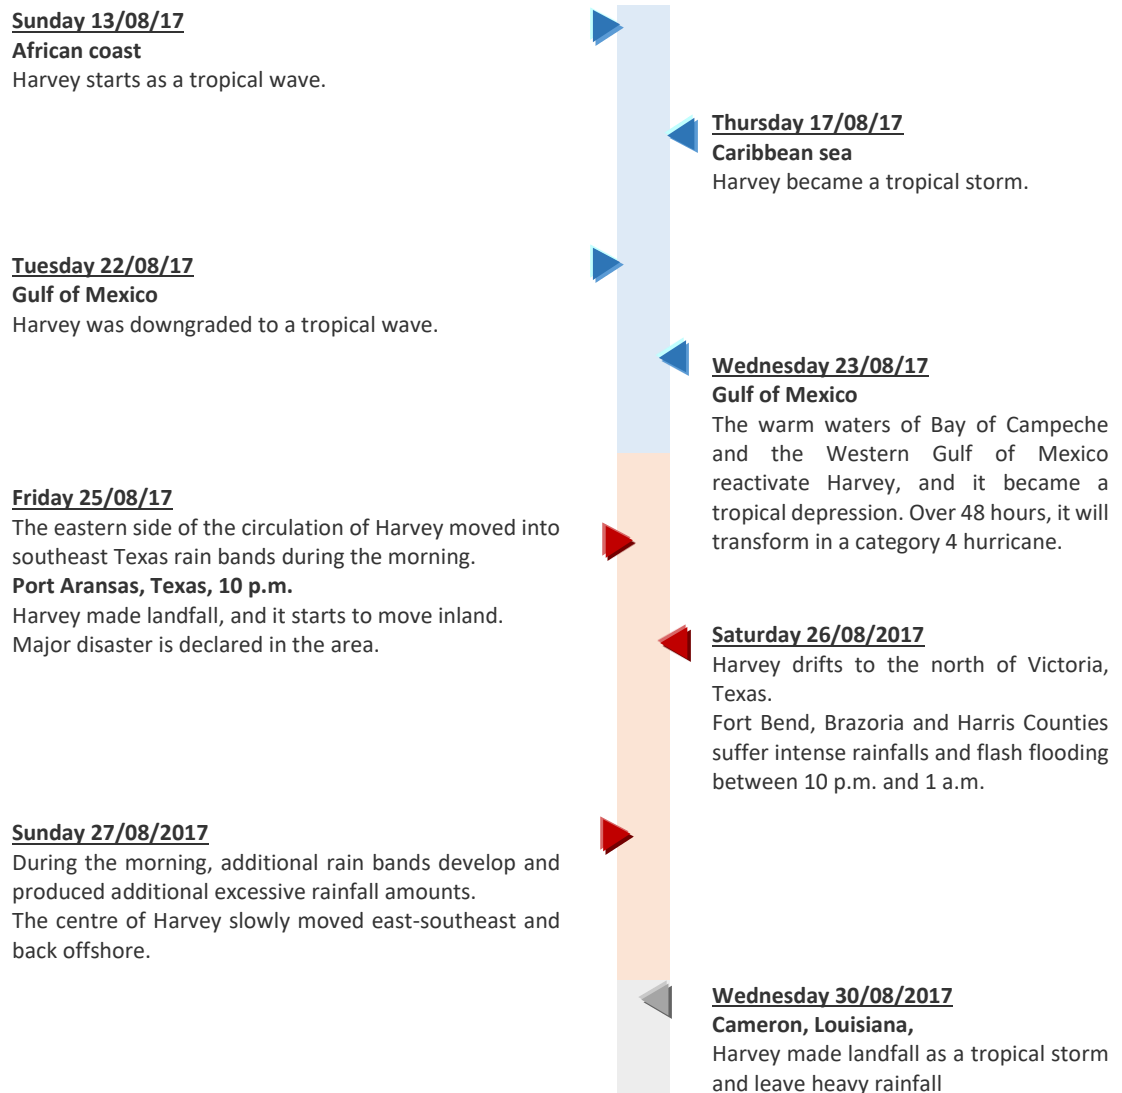 Sunday 13/08/17
African coast
Harvey starts as a tropical wave.
Thursday 17/08/17
Caribbean sea
Harvey became a tropical storm.
Tuesday 22/08/17
Gulf of Mexico
Harvey was downgraded to a tropical wave.
Wednesday 23/08/17
Gulf of Mexico
The warm waters of Bay of Campeche
and the Western Gulf of Mexico
reactivate Harvey, and it became a
tropical depression. Over 48 hours, it will
transform in a category 4 hurricane.
Friday 25/08/17
The eastern side of the circulation of Harvey moved into
southeast Texas rain bands during the morning.
Port Aransas, Texas, 10 p.m.
Harvey made landfall, and it starts to move inland.
Major disaster is declared in the area.
Saturday 26/08/2017
Harvey drifts to the north of Victoria,
Texas.
Fort Bend, Brazoria and Harris Counties
suffer intense rainfalls and flash flooding
between 10 p.m. and 1 a.m.
Sunday 27/08/2017
During the morning, additional rain bands develop and
produced additional excessive rainfall amounts.
The centre of Harvey slowly moved east-southeast and
back offshore.
Wednesday 30/08/2017
Cameron, Louisiana,
Harvey made landfall as a tropical storm
and leave heavy rainfall